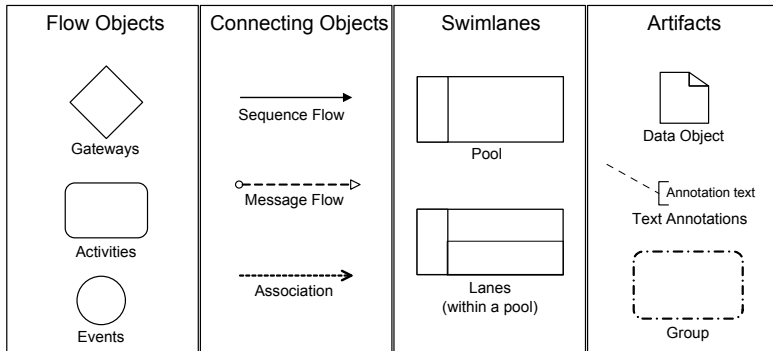 Flow Objects
Gateways
Activities
Events
Connecting Objects
Sequence Flow
Message Flow
Association
Swimlanes
Pool
Lanes
(within a pool)
Artifacts
Data Object
Annotation text
Text Annotations
Group